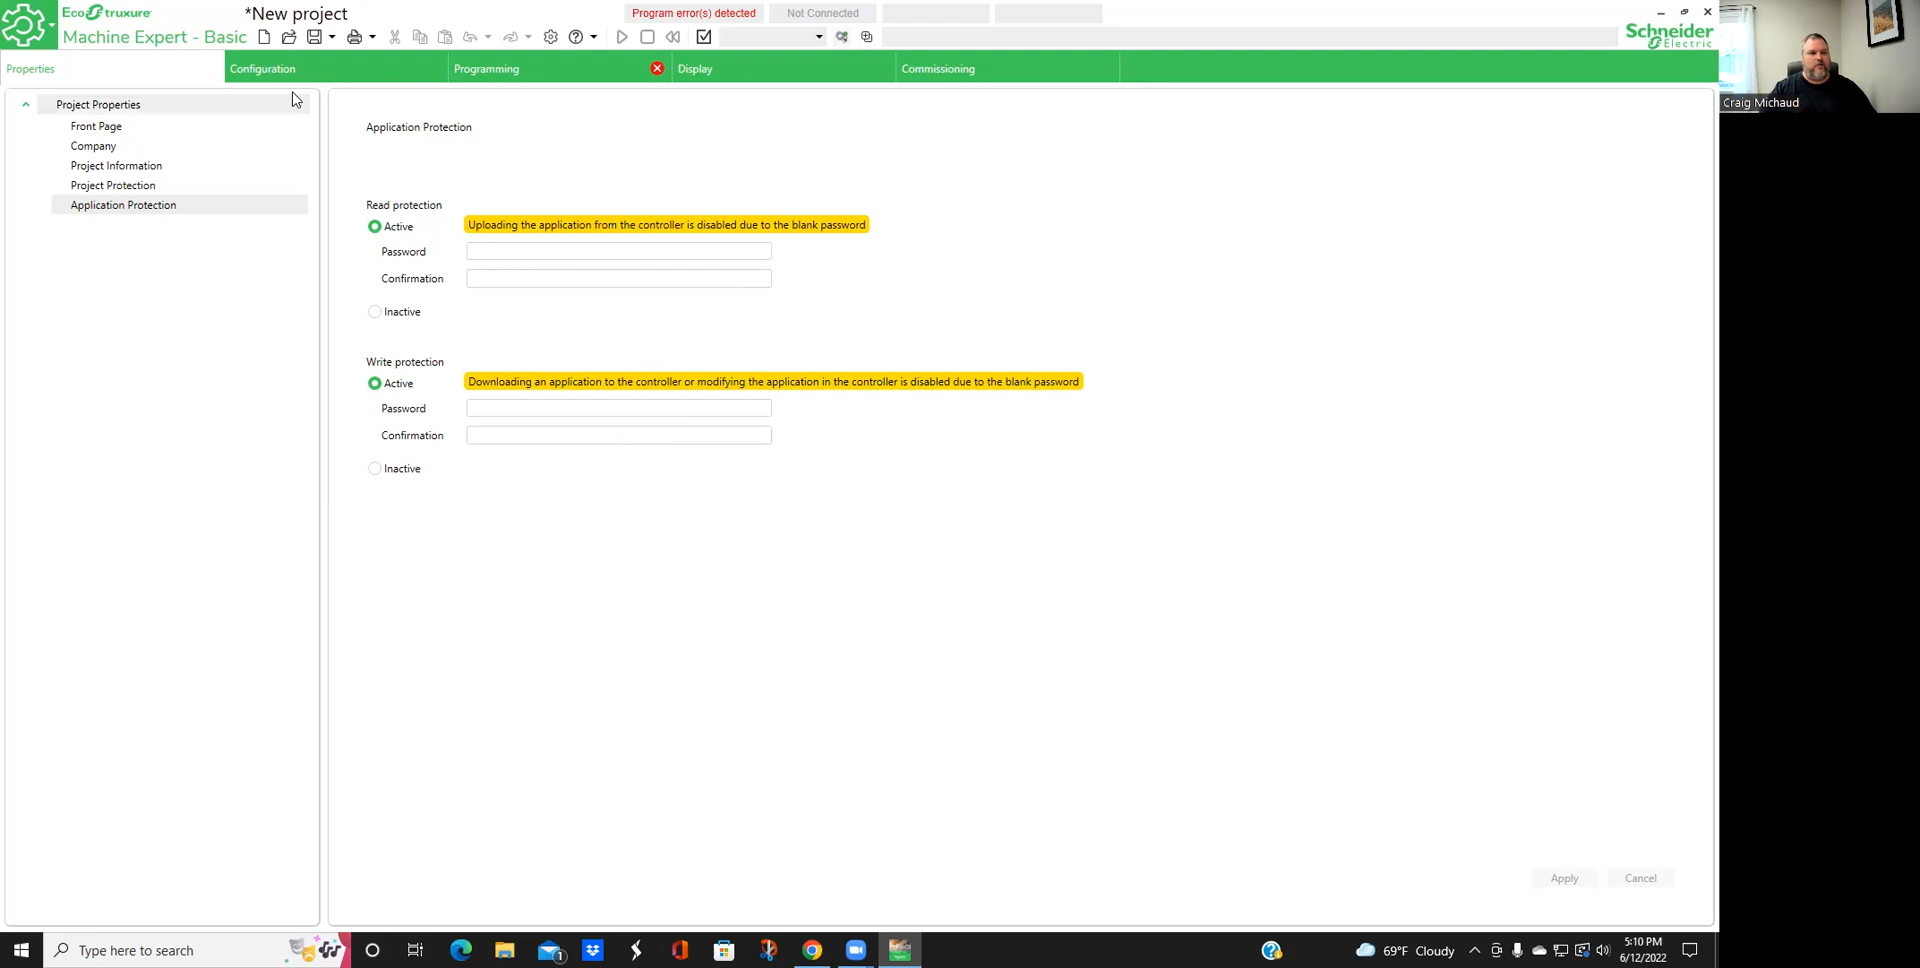 EcoStruxure
*New project
Program error(s) detected
Not Connected
Machine Expert - Basic
Schneider
Electric
Properties
Configuration
Programming
Display
Commissioning
Craig Michaud
Project Properties
Front Page
Company
Project Information
Project Protection
Application Protection
Application Protection
Read protection
Active
Uploading the application from the controller is disabled due to the blank password
Password
Confirmation
Inactive
Write protection
Active
Downloading an application to the controller or modifying the application in the controller is disabled due to the blank password
Password
Confirmation
Inactive
Apply
Cancel
Type here to search
1
69°F Cloudy
5:10 PM
6/12/2022